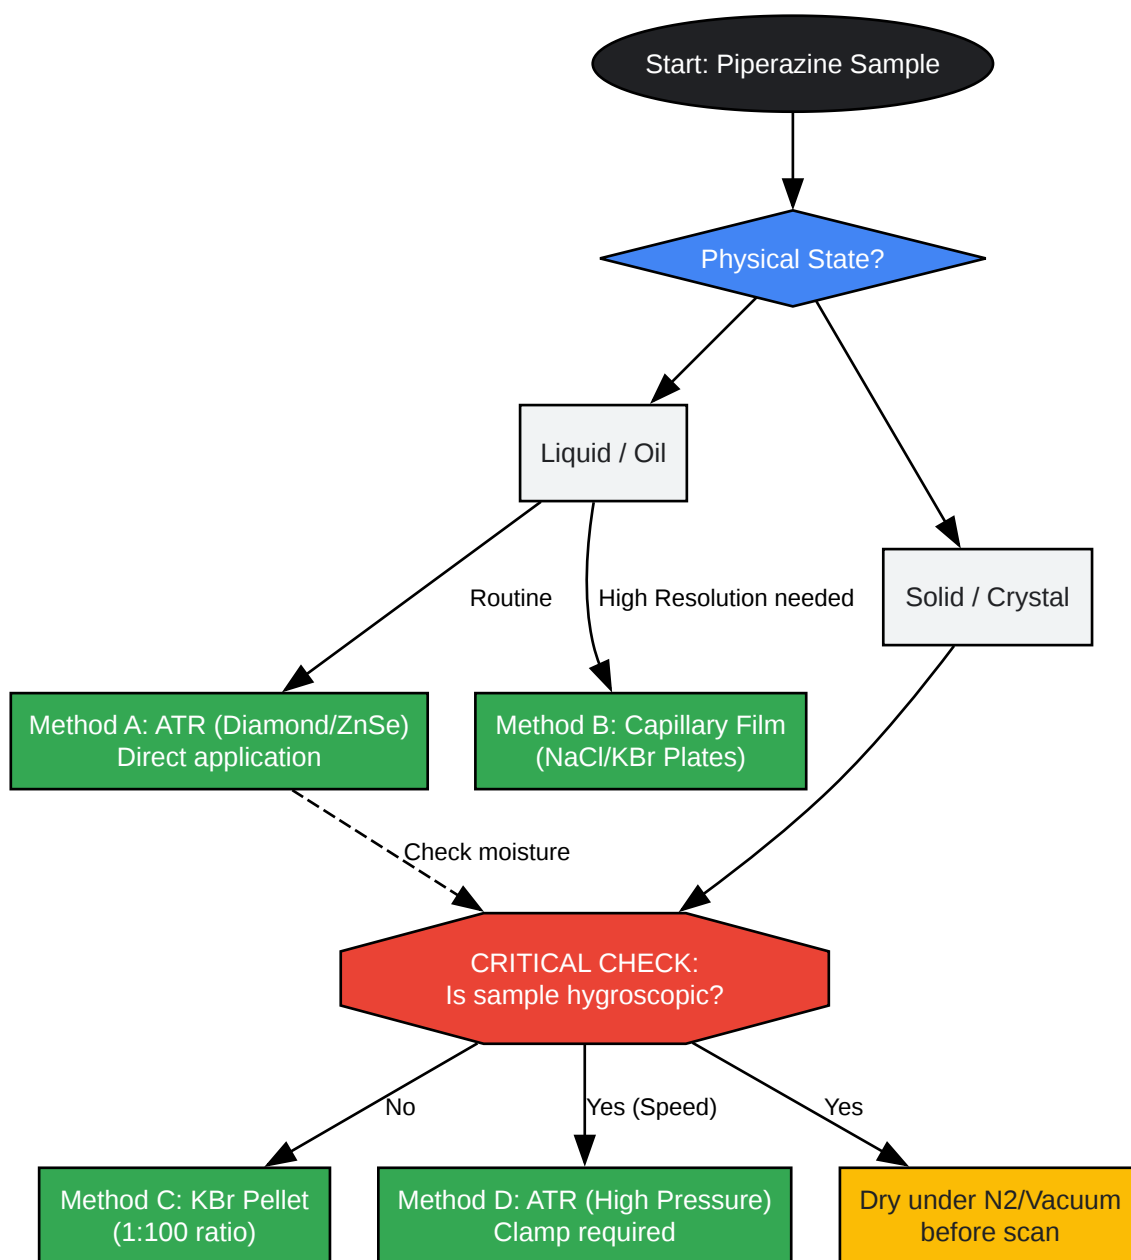 Start: Piperazine Sample
Physical State?
Liquid / Oil
Solid / Crystal
Routine
High Resolution needed
Method A: ATR (Diamond/ZnSe)
Direct application
Method B: Capillary Film
(NaCl/KBr Plates)
Check moisture
CRITICAL CHECK:
Is sample hygroscopic?
No
Yes (Speed)
Yes
Method C: KBr Pellet
(1:100 ratio)
Method D: ATR (High Pressure)
Clamp required
Dry under N2/Vacuum
before scan